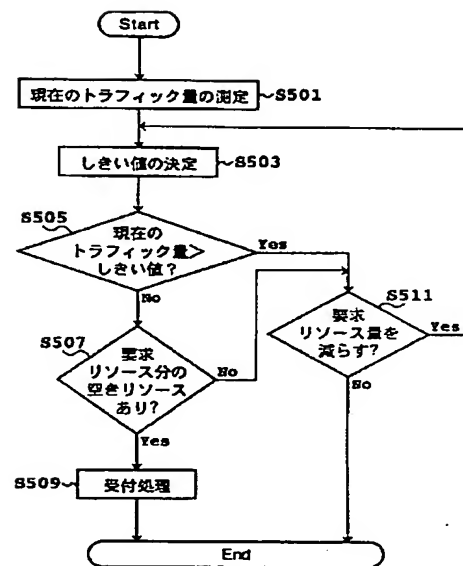 Start
現在のトラフィック量の測定
S501
しきい値の決定
S503
S505
現在の
トラフィック量>
しきい値?
Yes
No
S511
要求
リソース量を
減らす?
Yes
No
S507
要求
リソース分の
空きリソース
あり?
No
Yes
S509
受付処理
End